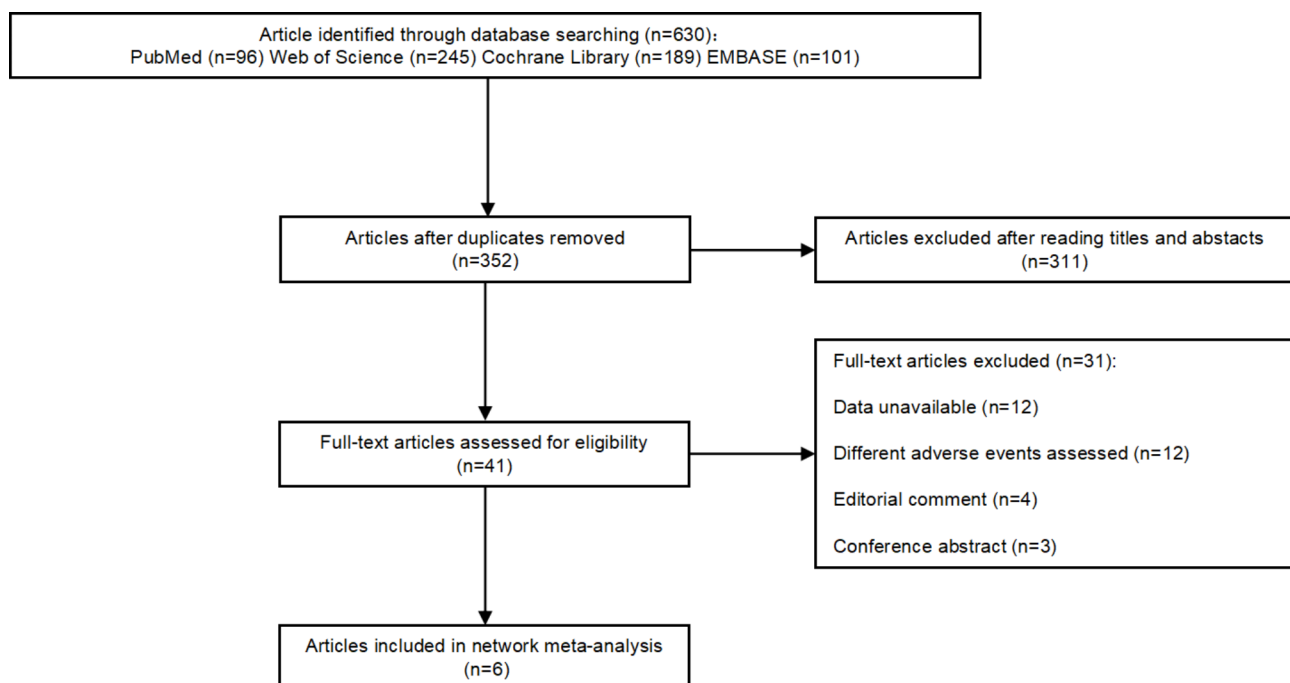 Article identified through database searching (n=630)：
PubMed (n=96) Web of Science (n=245) Cochrane Library (n=189) EMBASE (n=101)
Articles after duplicates removed
(n=352)
Articles excluded after reading titles and abstacts
(n=311)
Full-text articles assessed for eligibility
(n=41)
Full-text articles excluded (n=31):
Data unavailable (n=12)
Different adverse events assessed (n=12)
Editorial comment (n=4)
Conference abstract (n=3)
Articles included in network meta-analysis
(n=6)